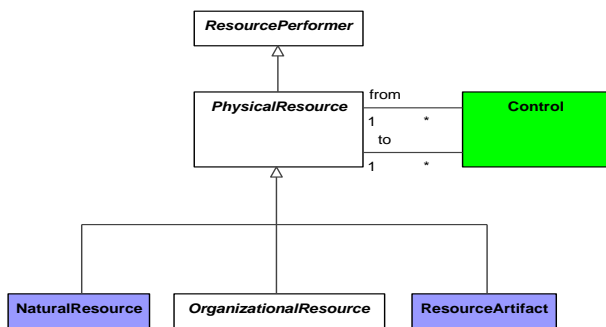 ResourcePerformer
PhysicalResource
from
Control
1 *
to
1 *
NaturalResource
OrganizationalResource
ResourceArtifact